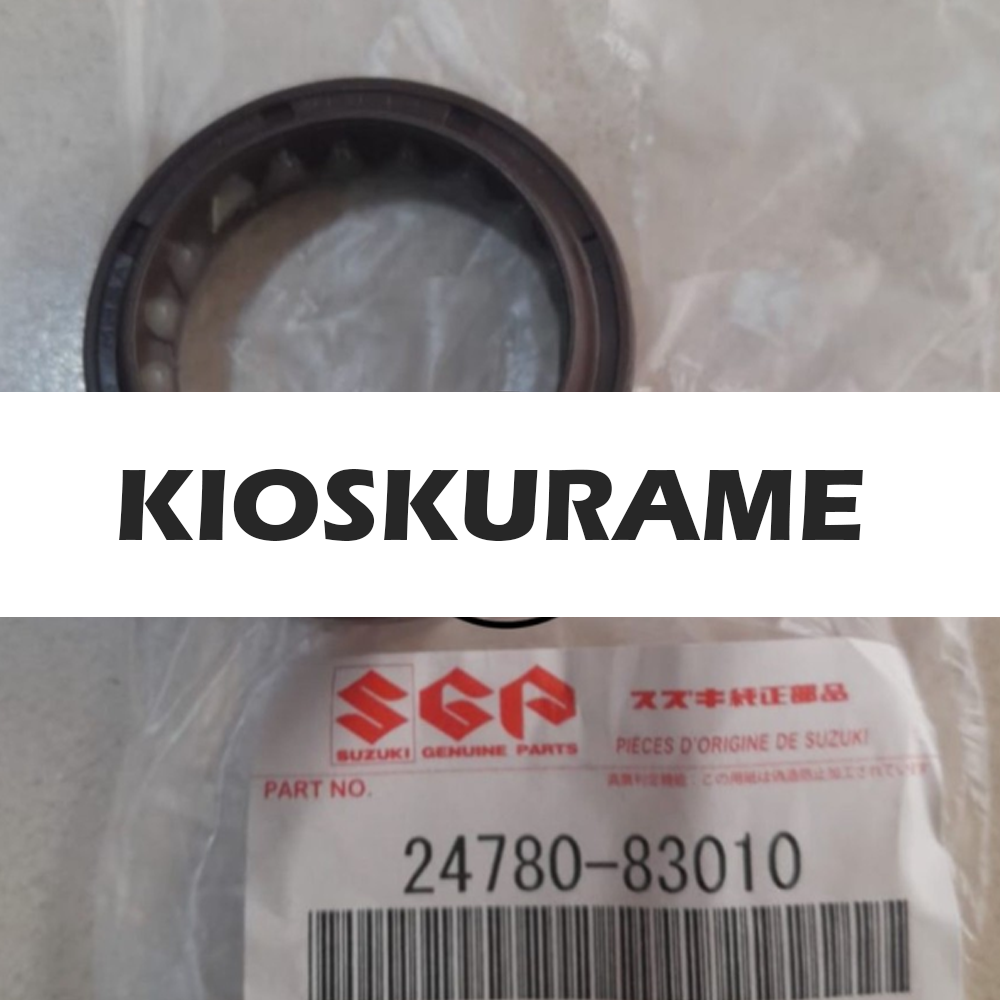 KIOSKURAME
SGP
スズキ純正部品
SUZUKI GENUINE PARTS
PIÈCES D'ORIGINE DE SUZUKI
PART NO.
24780-83010